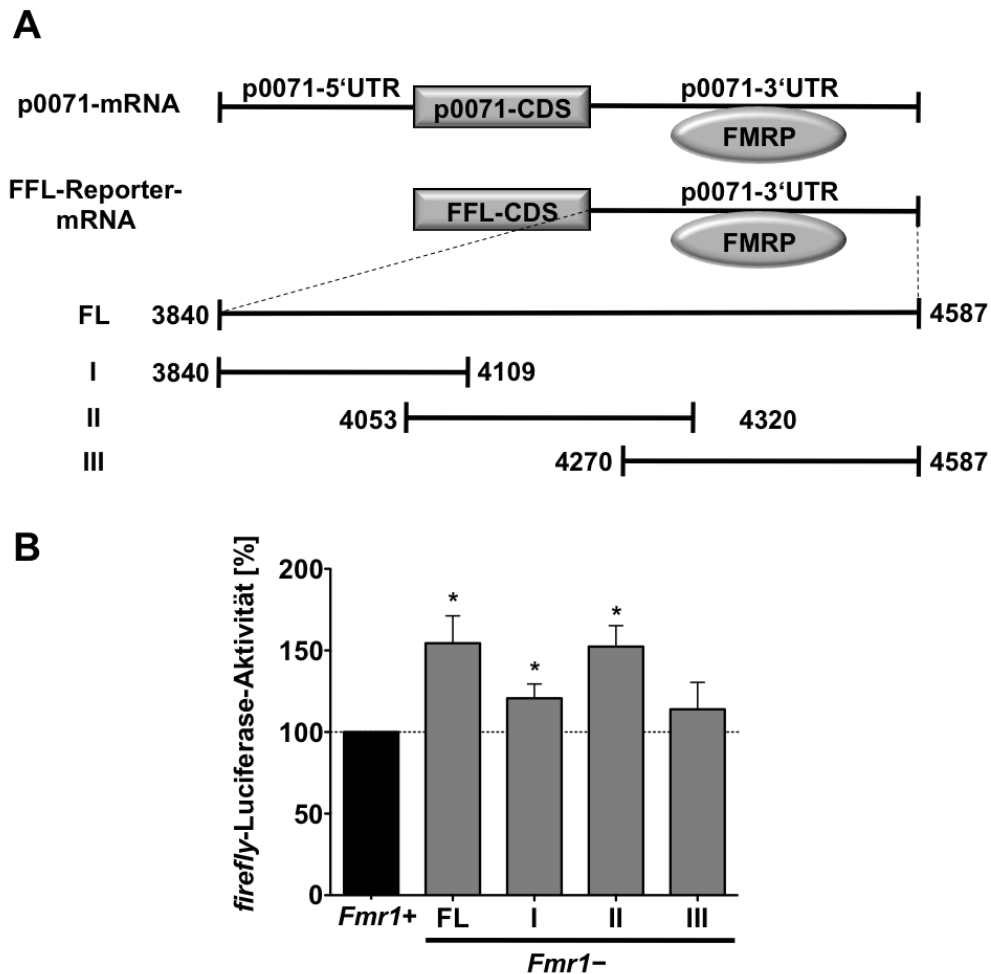 A
p0071-mRNA
p0071-5‘UTR
p0071-CDS
p0071-3‘UTR
FMRP
FFL-Reporter-
mRNA
FFL-CDS
p0071-3‘UTR
FMRP
FL 3840 4587
I 3840 4109
II 4053 4320
III 4270 4587
B
firefly-Luciferase-Aktivität [%]
200
150
100
50
0
* * *
Fmr1+ FL I II III
Fmr1−